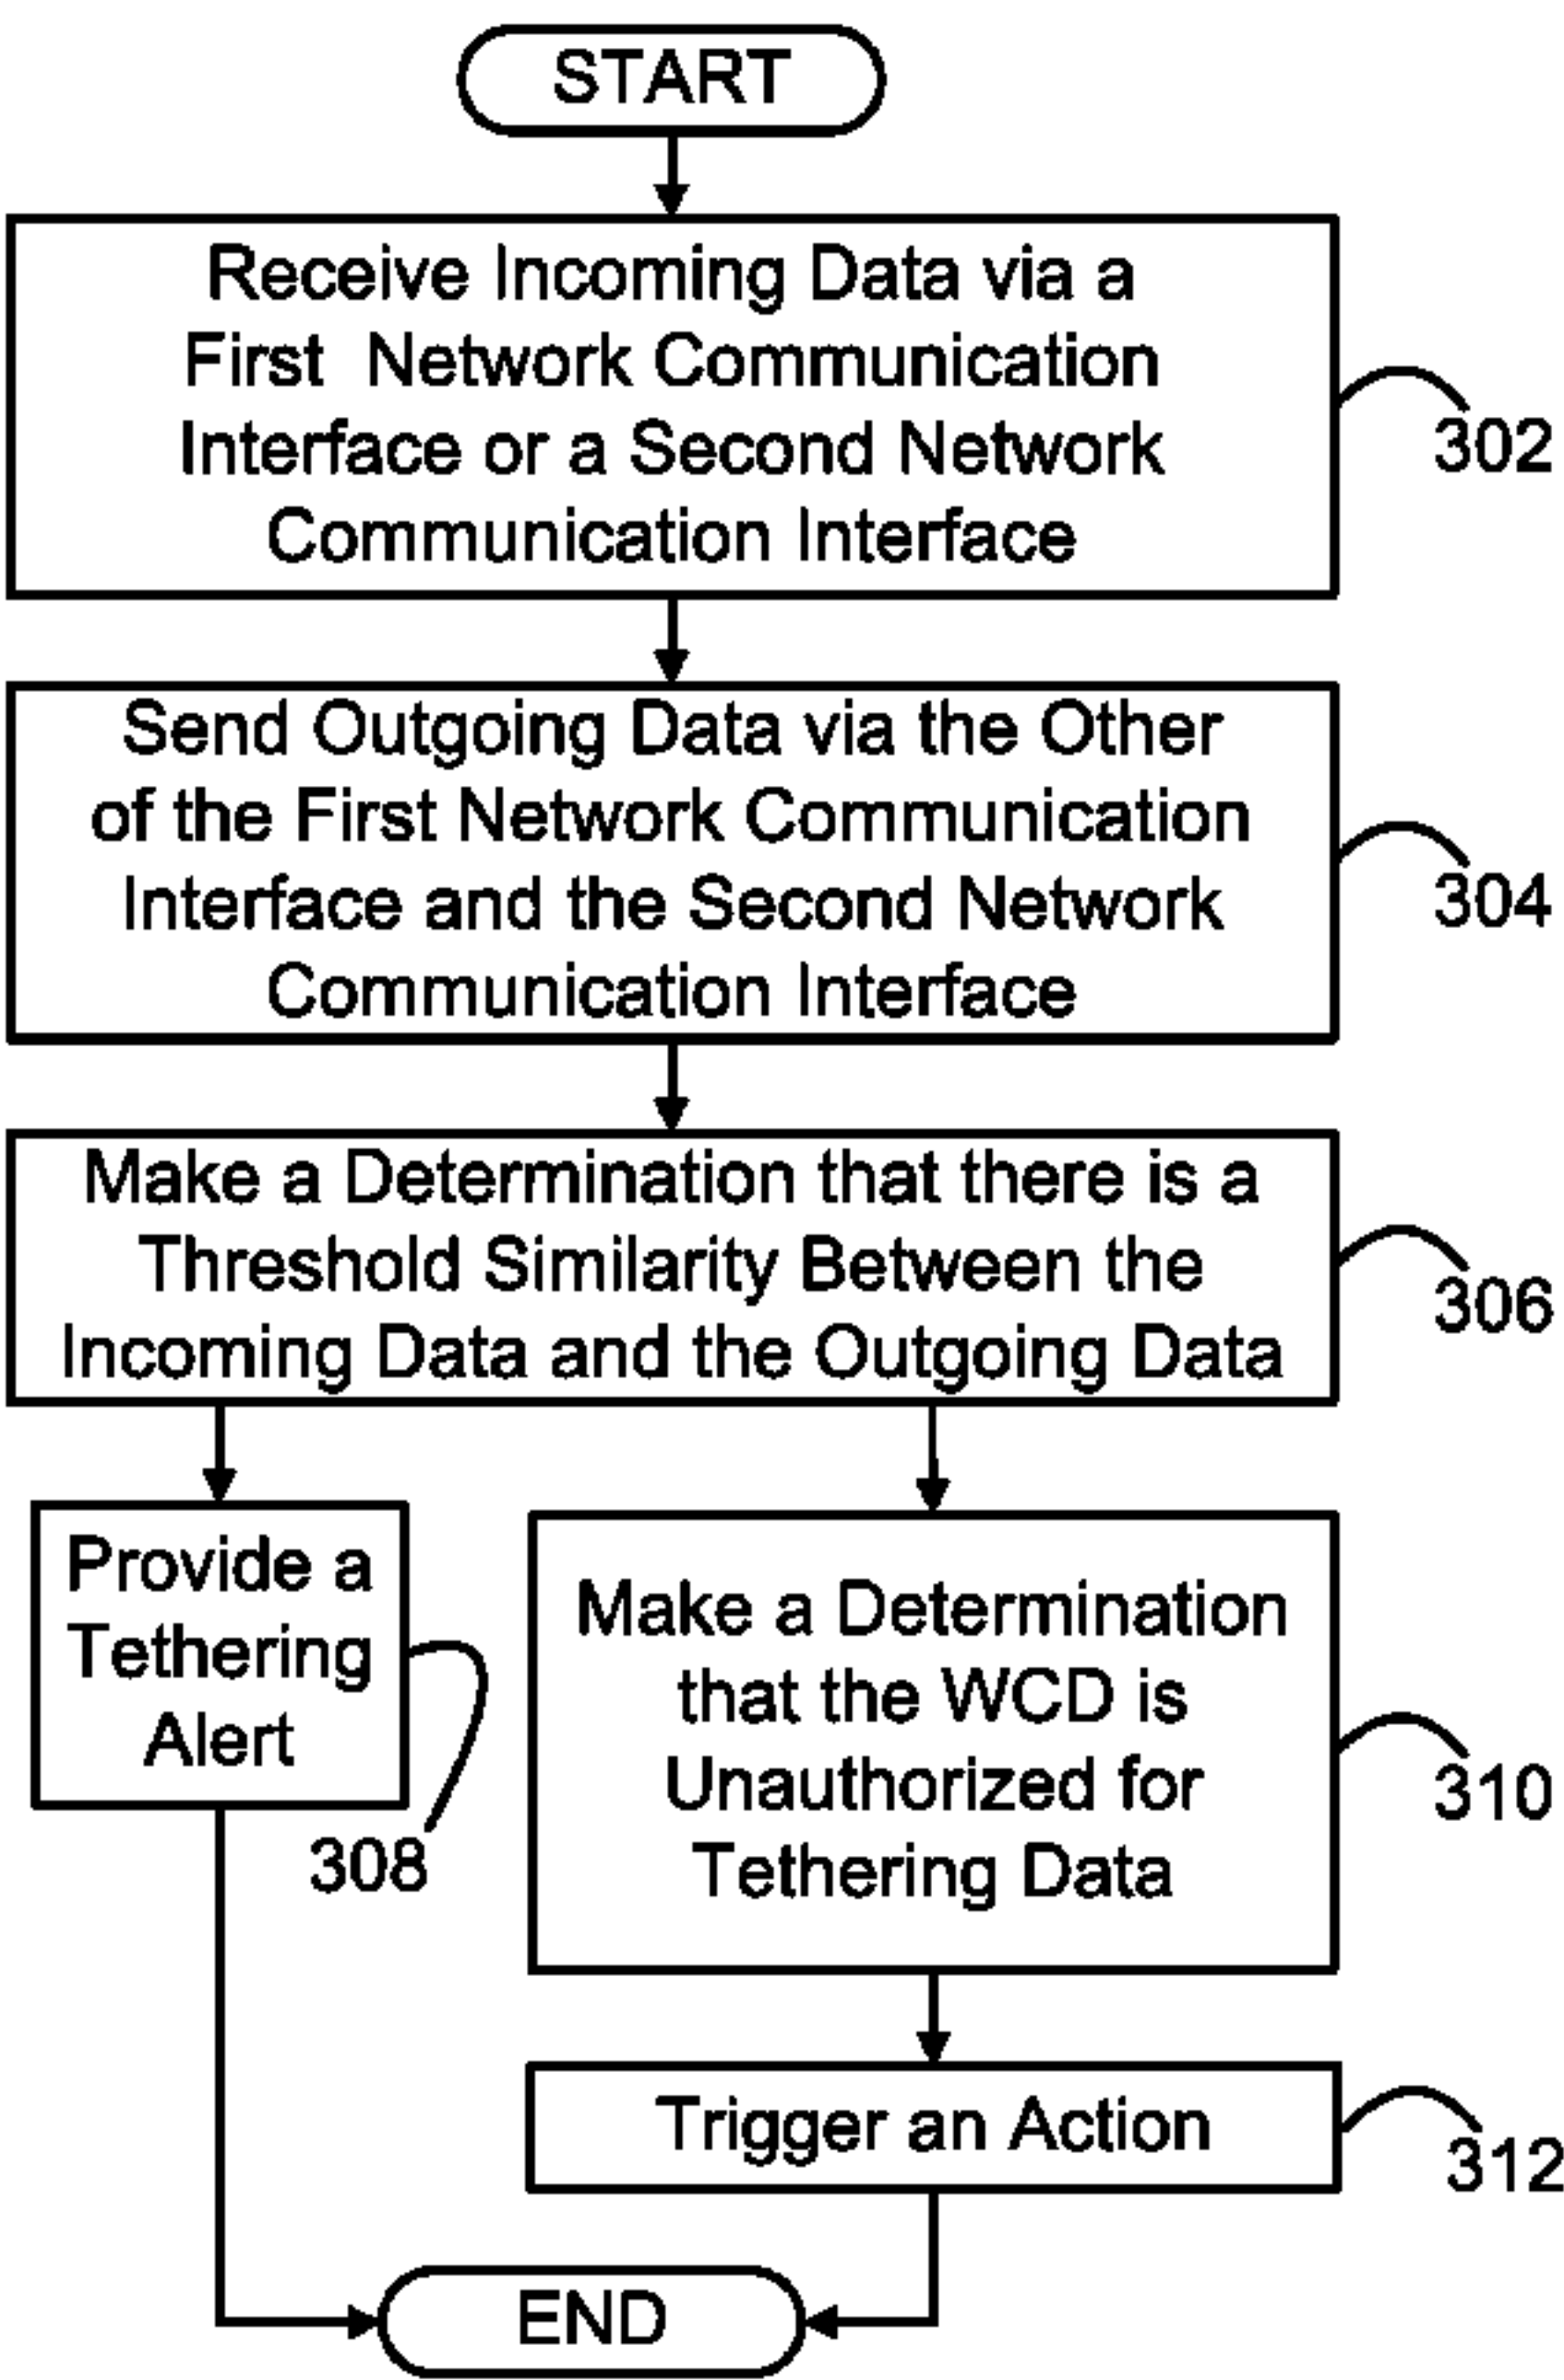 START
Receive Incoming Data via a
First Network Communication
Interface or a Second Network
Communication Interface
302
Send Outgoing Data via the Other
of the First Network Communication
Interface and the Second Network
Communication Interface
304
Make a Determination that there is a
Threshold Similarity Between the
Incoming Data and the Outgoing Data
306
Provide a
Tethering
Alert
308
Make a Determination
that the WCD is
Unauthorized for
Tethering Data
310
Trigger an Action
312
END